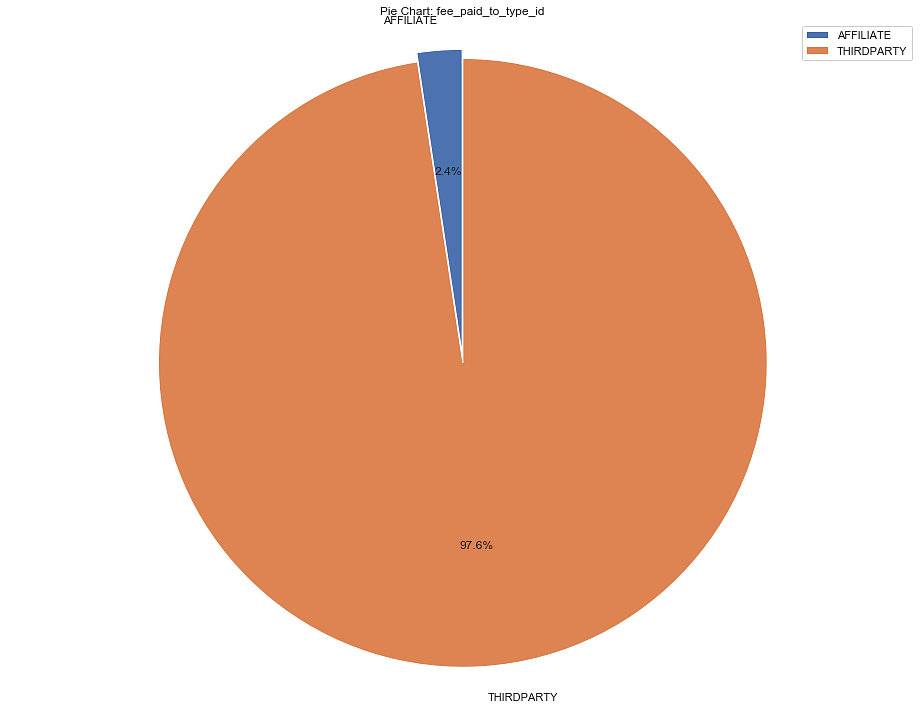 Pie Chart: fee_paid_to_type_id
AFFILIATE
AFFILIATE
THIRDPARTY
2.4%
97.6%
THIRDPARTY